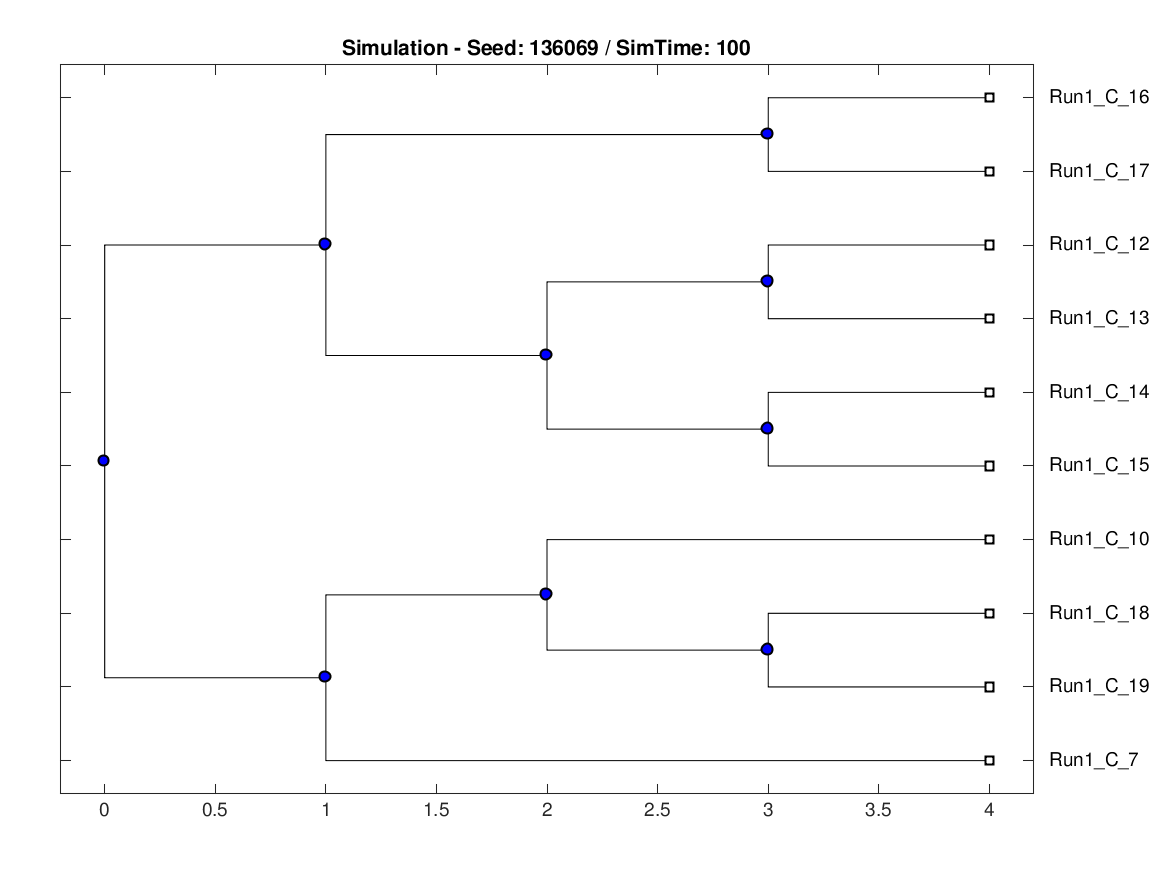 Simulation - Seed: 136069 / SimTime: 100
Run1_C_16
Run1_C_17
Run1_C_12
Run1_C_13
Run1_C_14
Run1_C_15
Run1_C_10
Run1_C_18
Run1_C_19
Run1_C_7
0 0.5 1 1.5 2 2.5 3 3.5 4